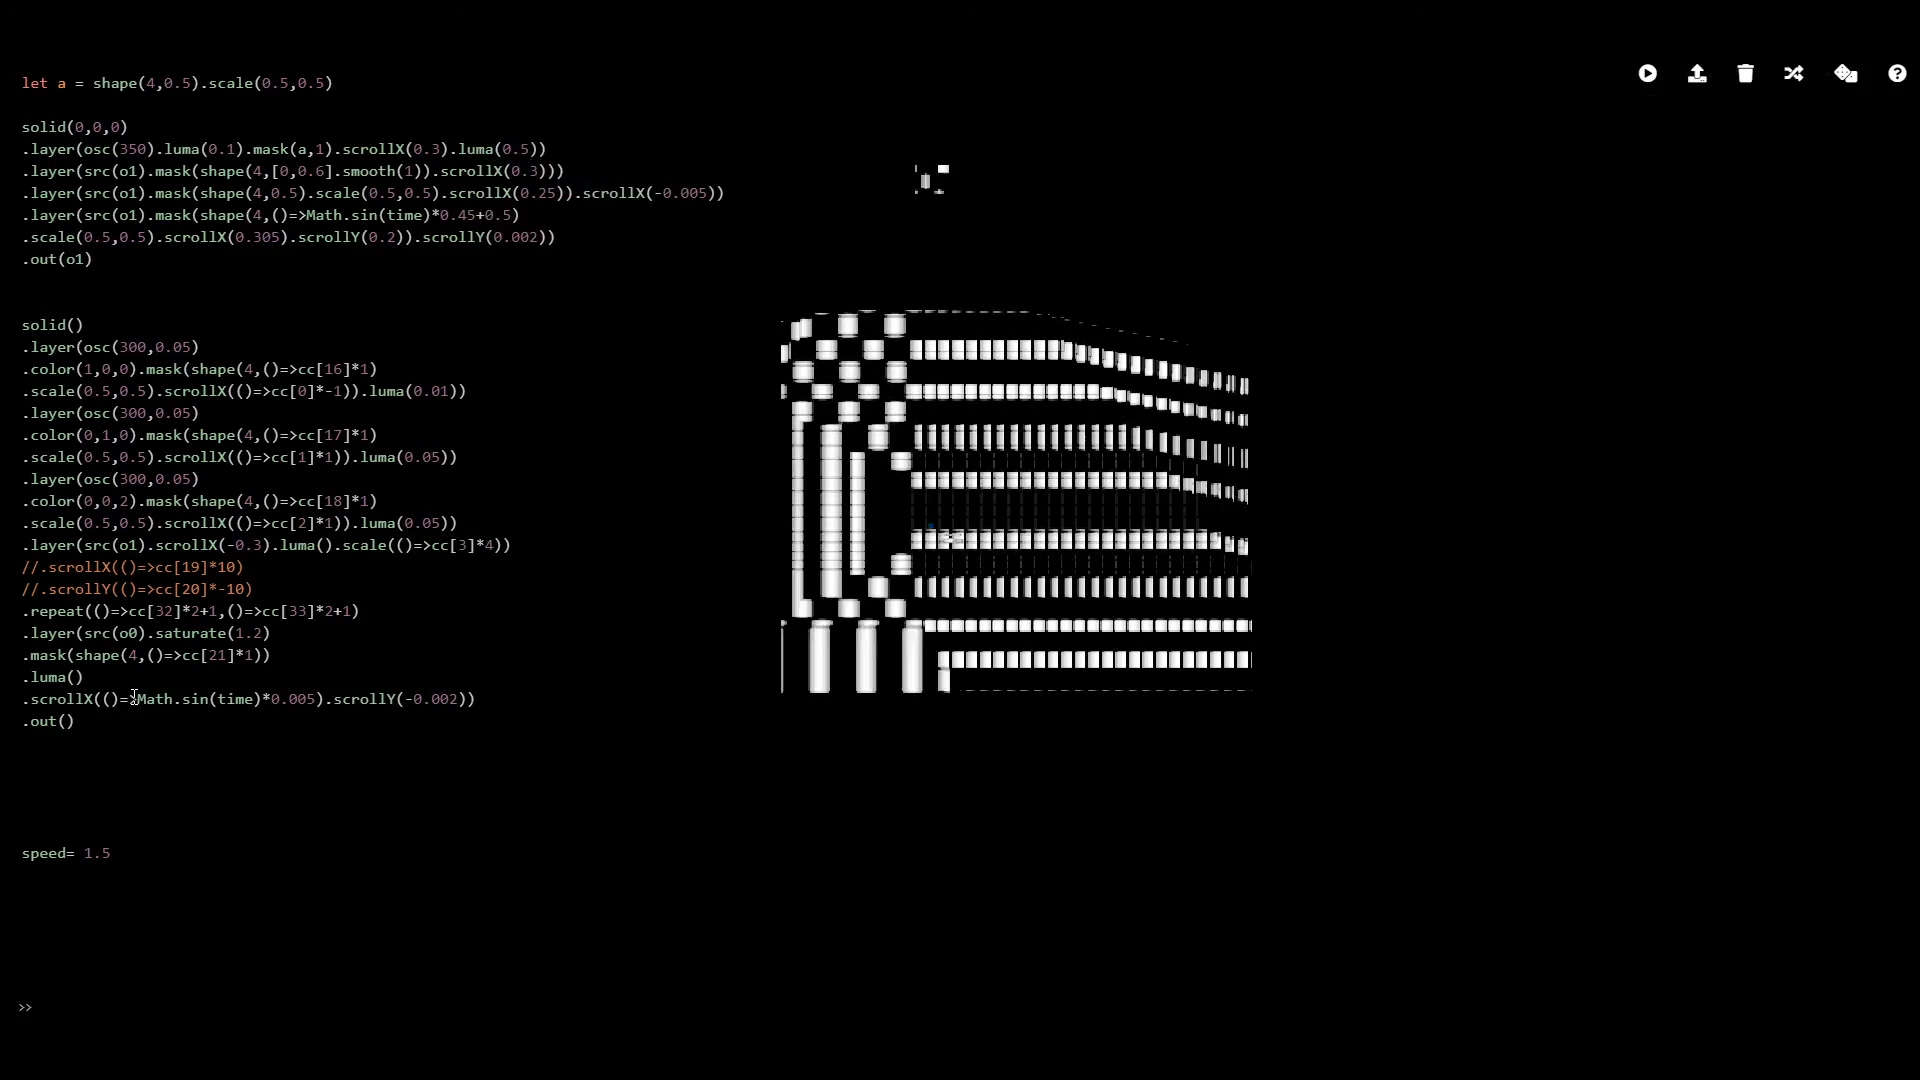 let a = shape(4,0.5).scale(0.5,0.5)
solid(0,0,0)
.layer(osc(350).luma(0.1).mask(a,1).scrollX(0.3).luma(0.5))
.layer(src(o1).mask(shape(4,[0,0.6].smooth(1)).scrollX(0.3)))
.layer(src(o1).mask(shape(4,0.5).scale(0.5,0.5).scrollX(0.25)).scrollX(-0.005))
.layer(src(o1).mask(shape(4,()=>Math.sin(time)*0.45+0.5)
.scale(0.5,0.5).scrollX(0.305).scrollY(0.2)).scrollY(0.002))
.out(o1)
solid()
.layer(osc(300,0.05)
.color(1,0,0).mask(shape(4,()=>cc[16]*1)
.scale(0.5,0.5).scrollX(()=>cc[0]*-1)).luma(0.01))
.layer(osc(300,0.05)
.color(0,1,0).mask(shape(4,()=>cc[17]*1)
.scale(0.5,0.5).scrollX(()=>cc[1]*1)).luma(0.05))
.layer(osc(300,0.05)
.color(0,0,2).mask(shape(4,()=>cc[18]*1)
.scale(0.5,0.5).scrollX(()=>cc[2]*1)).luma(0.05))
.layer(src(o1).scrollX(-0.3).luma().scale(()=>cc[3]*4))
//.scrollX(()=>cc[19]*10)
//.scrollY(()=>cc[20]*-10)
.repeat(()=>cc[32]*2+1,()=>cc[33]*2+1)
.layer(src(o0).saturate(1.2)
.mask(shape(4,()=>cc[21]*1))
.luma()
.scrollX(()=>Math.sin(time)*0.005).scrollY(-0.002))
.out()
speed= 1.5
>>